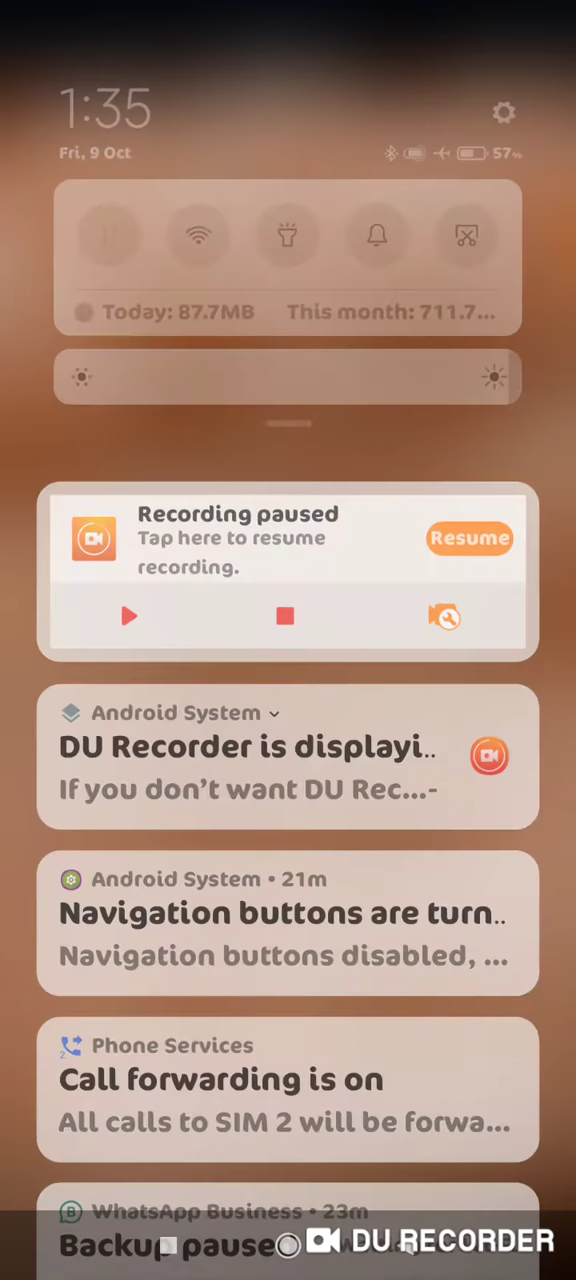 1:35
Fri, 9 Oct
57%
Today: 87.7MB This month: 711.7...
Recording paused
Tap here to resume
recording.
Resume
Android System
DU Recorder is displayi..
If you don't want DU Rec...-
Android System • 21m
Navigation buttons are turn..
Navigation buttons disabled, ...
2
Phone Services
Call forwarding is on
All calls to SIM 2 will be forwa...
B
WhatsApp Business • 23m
Backup paused
DU RECORDER